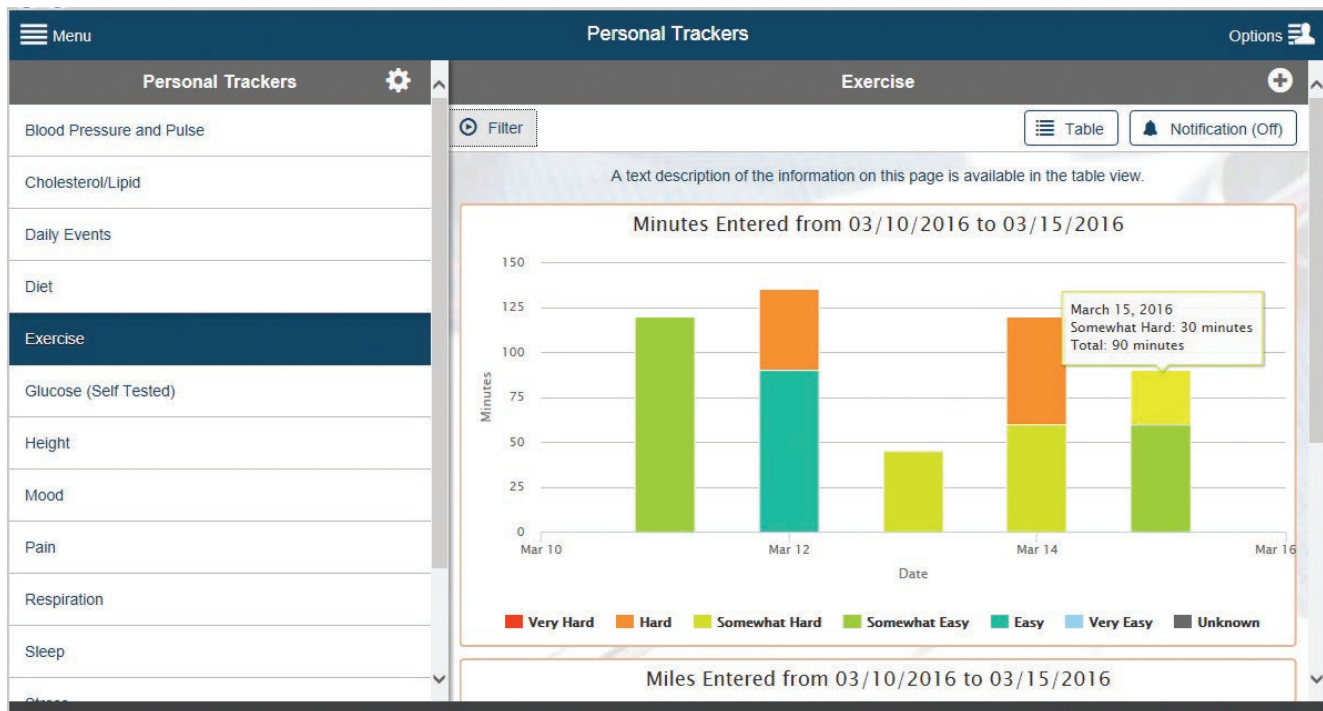 Menu
Personal Trackers
Options
Personal Trackers
Blood Pressure and Pulse
Cholesterol/Lipid
Daily Events
Diet
Exercise
Glucose (Self Tested)
Height
Mood
Pain
Respiration
Sleep
Exercise
Filter
Table
Notification (Off)
A text description of the information on this page is available in the table view.
Minutes Entered from 03/10/2016 to 03/15/2016
Minutes
150
125
100
75
50
25
0
March 15, 2016
Somewhat Hard: 30 minutes
Total: 90 minutes
Mar 10
Mar 12
Mar 14
Mar 16
Date
Very Hard
Hard
Somewhat Hard
Somewhat Easy
Easy
Very Easy
Unknown
Miles Entered from 03/10/2016 to 03/15/2016